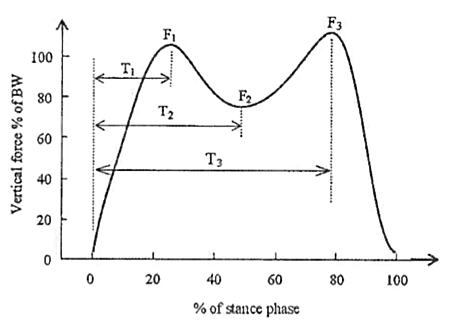 F3
F1
100
T1
80
F2
T2
60
T3
40
20
0
0 20 40 60 80 100
% of stance phase
Vertical force % of BW